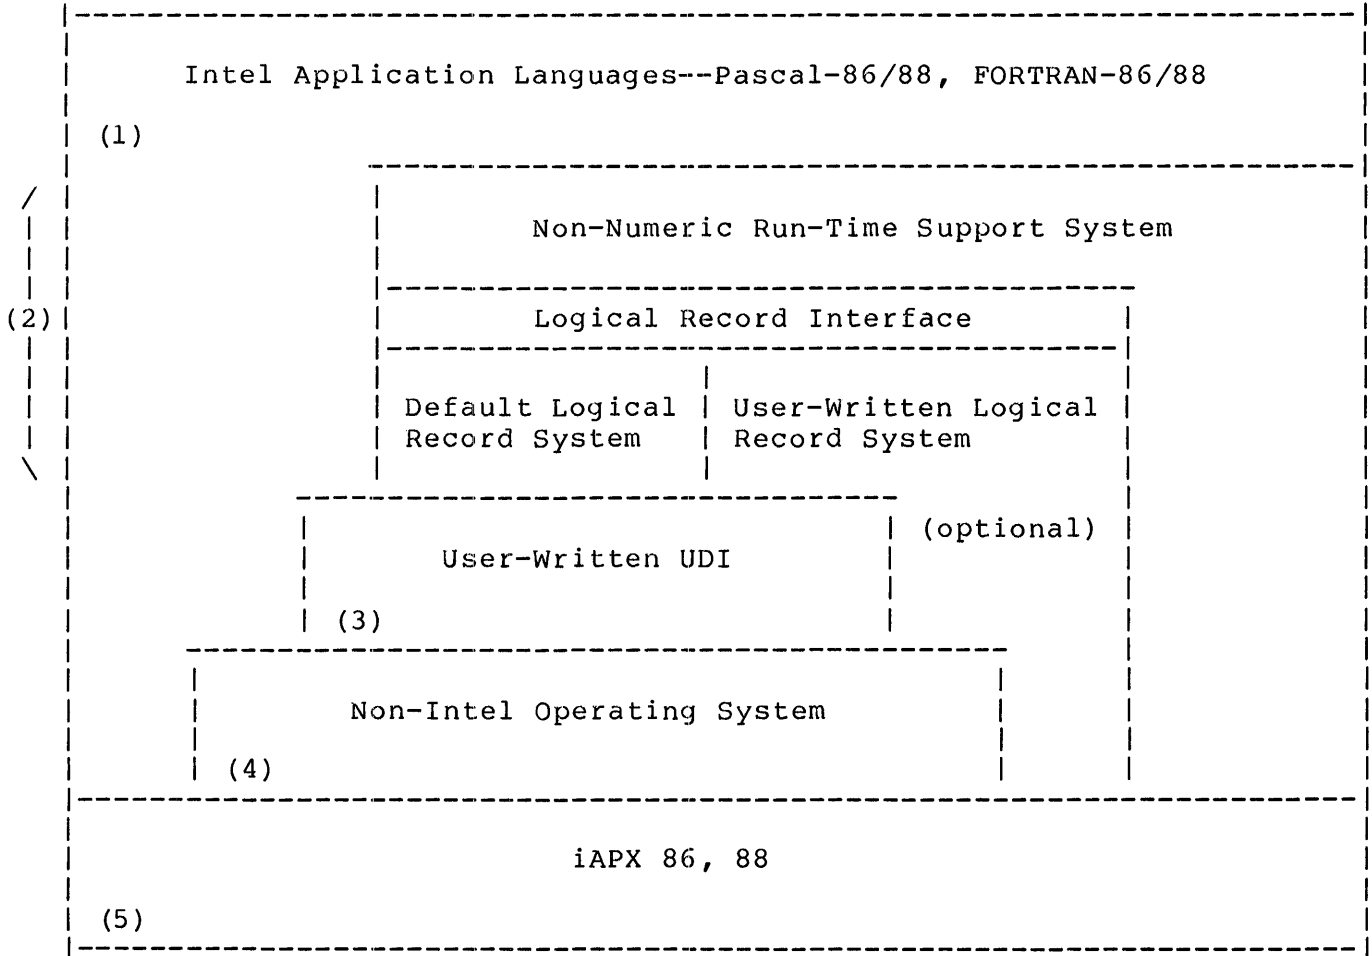 Intel Application Languages---Pascal-86/88, FORTRAN-86/88
(1)
Non-Numeric Run-Time Support System
(2)
Logical Record Interface
Default Logical Record System
User-Written Logical Record System
(optional)
User-Written UDI
(3)
Non-Intel Operating System
(4)
iAPX 86, 88
(5)